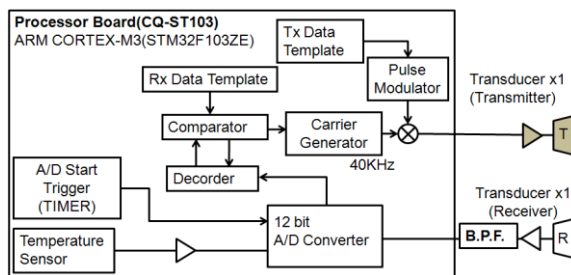 Processor Board(CQ-ST103)
ARM CORTEX-M3(STM32F103ZE)
Tx Data
Template
Rx Data Template
Pulse
Modulator
Transducer x1
(Transmitter)
Comparator
Carrier
Generator
40KHz
T
A/D Start
Trigger
(TIMER)
Decorder
Transducer x1
(Receiver)
12 bit
A/D Converter
B.P.F.
R
Temperature
Sensor